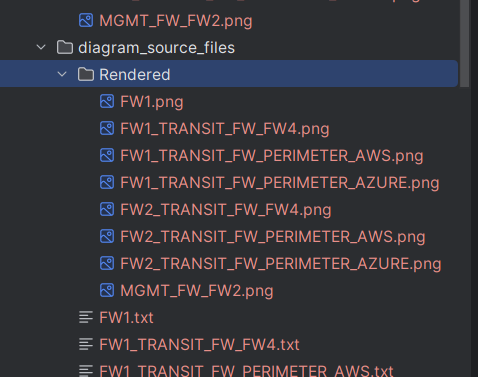 MGMT_FW_FW2.png
diagram_source_files
Rendered
FW1.png
FW1_TRANSIT_FW_FW4.png
FW1_TRANSIT_FW_PERIMETER_AWS.png
FW1_TRANSIT_FW_PERIMETER_AZURE.png
FW2_TRANSIT_FW_FW4.png
FW2_TRANSIT_FW_PERIMETER_AWS.png
FW2_TRANSIT_FW_PERIMETER_AZURE.png
MGMT_FW_FW2.png
FW1.txt
FW1_TRANSIT_FW_FW4.txt
FW1_TRANSIT_FW_PERIMETER_AWS.txt